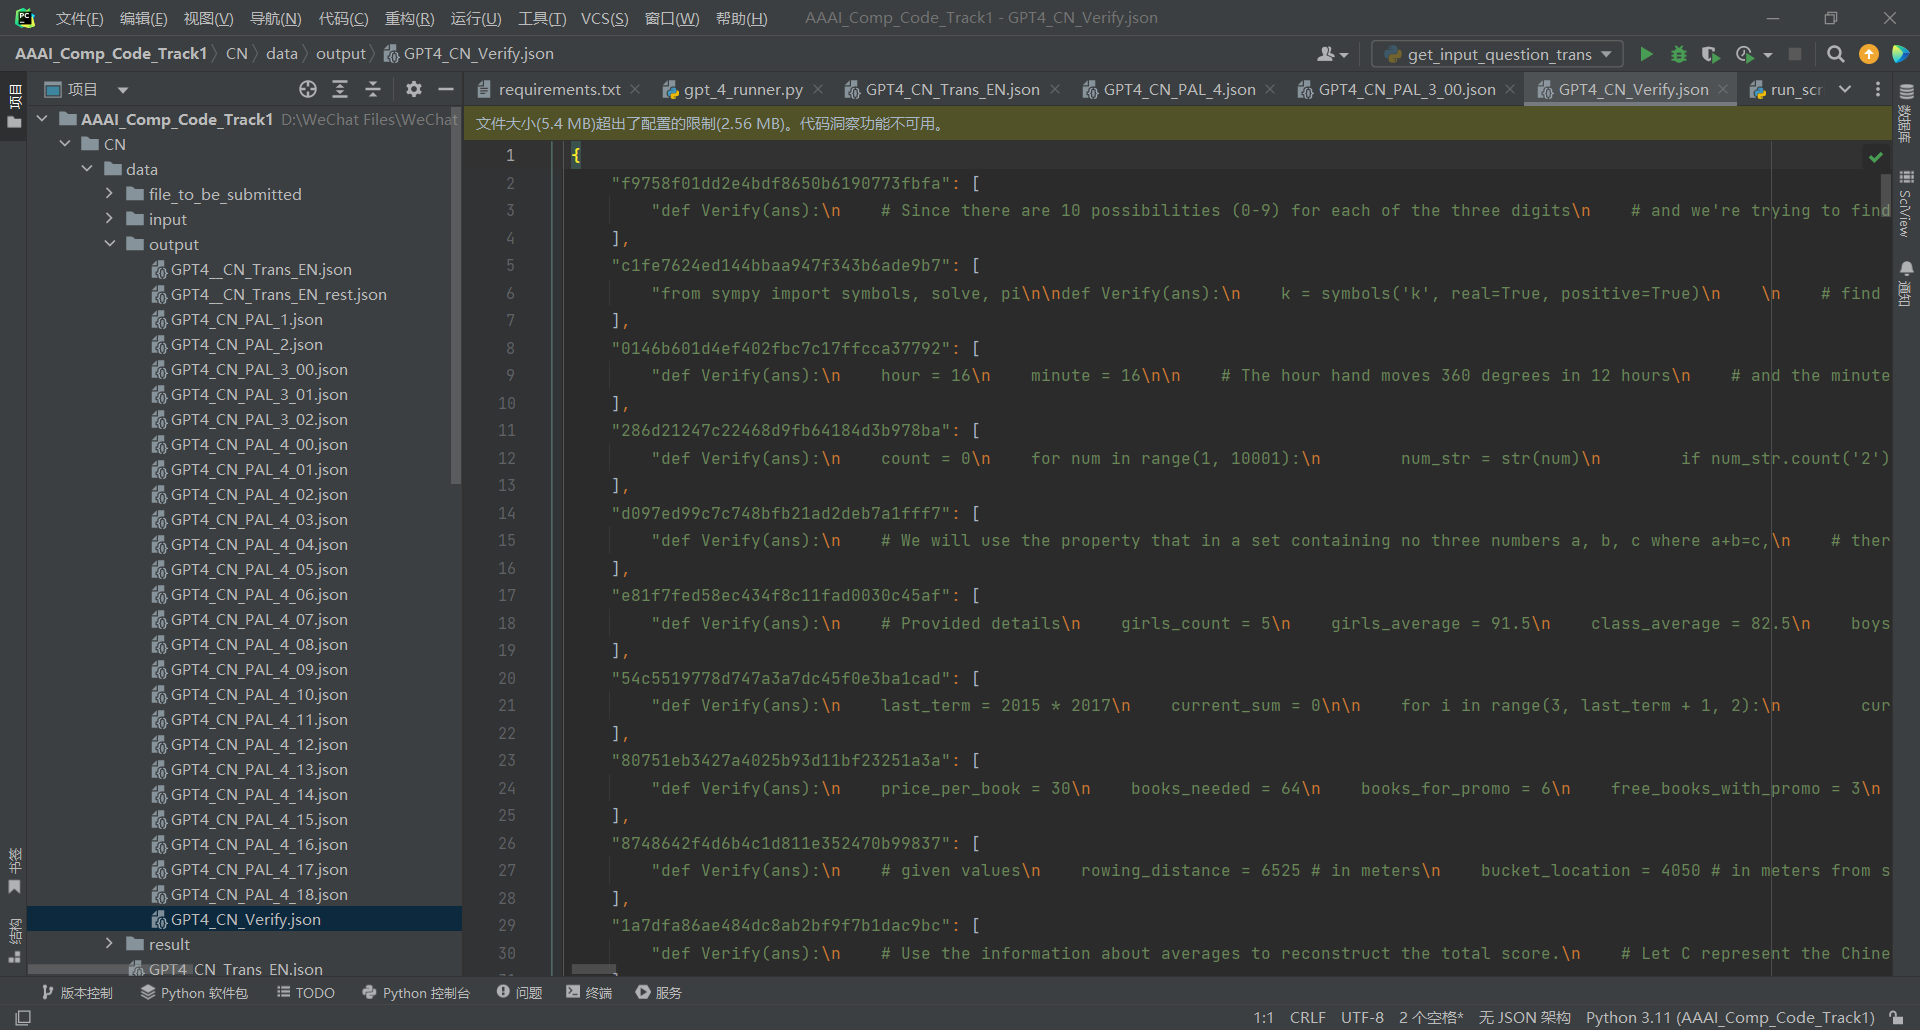 文件(F) 编辑(E) 视图(V) 导航(N) 代码(C) 重构(R) 运行(U) 工具(T) VCS(S) 窗口(W) 帮助(H) AAAI_Comp_Code_Track1 - GPT4_CN_Verify.json
AAAI_Comp_Code_Track1 CN data output GPT4_CN_Verify.json get_input_question_trans
项目 requirements.txt gpt_4_runner.py GPT4_CN_Trans_EN.json GPT4_CN_PAL_4.json GPT4_CN_PAL_3_00.json GPT4_CN_Verify.json run_scr
文件大小(5.4 MB)超出了配置的限制(2.56 MB)。代码洞察功能不可用。
项目
AAAI_Comp_Code_Track1 D:\WeChat Files\WeChat
CN
data
file_to_be_submitted
input
output
GPT4__CN_Trans_EN.json
GPT4__CN_Trans_EN_rest.json
GPT4_CN_PAL_1.json
GPT4_CN_PAL_2.json
GPT4_CN_PAL_3_00.json
GPT4_CN_PAL_3_01.json
GPT4_CN_PAL_3_02.json
GPT4_CN_PAL_4_00.json
GPT4_CN_PAL_4_01.json
GPT4_CN_PAL_4_02.json
GPT4_CN_PAL_4_03.json
GPT4_CN_PAL_4_04.json
GPT4_CN_PAL_4_05.json
GPT4_CN_PAL_4_06.json
GPT4_CN_PAL_4_07.json
GPT4_CN_PAL_4_08.json
GPT4_CN_PAL_4_09.json
GPT4_CN_PAL_4_10.json
GPT4_CN_PAL_4_11.json
GPT4_CN_PAL_4_12.json
GPT4_CN_PAL_4_13.json
GPT4_CN_PAL_4_14.json
GPT4_CN_PAL_4_15.json
GPT4_CN_PAL_4_16.json
GPT4_CN_PAL_4_17.json
GPT4_CN_PAL_4_18.json
GPT4_CN_Verify.json
result
GPT4_CN_Trans_EN.json
书签
结构
1 {
2 "f9758f01dd2e4bdf8650b6190773fbfa": [
3 "def Verify(ans):\n    # Since there are 10 possibilities (0-9) for each of the three digits\n    # and we're trying to find
4 ],
5 "c1fe7624ed144bbaa947f343b6ade9b7": [
6 "from sympy import symbols, solve, pi\n\ndef Verify(ans):\n    k = symbols('k', real=True, positive=True)\n    \n    # find
7 ],
8 "0146b601d4ef402fbc7c17ffcca37792": [
9 "def Verify(ans):\n    hour = 16\n    minute = 16\n\n    # The hour hand moves 360 degrees in 12 hours\n    # and the minute
10 ],
11 "286d21247c22468d9fb64184d3b978ba": [
12 "def Verify(ans):\n    count = 0\n    for num in range(1, 10001):\n        num_str = str(num)\n        if num_str.count('2')
13 ],
14 "d097ed99c7c748bfb21ad2deb7a1fff7": [
15 "def Verify(ans):\n    # We will use the property that in a set containing no three numbers a, b, c where a+b=c,\n    # ther
16 ],
17 "e81f7fed58ec434f8c11fad0030c45af": [
18 "def Verify(ans):\n    # Provided details\n    girls_count = 5\n    girls_average = 91.5\n    class_average = 82.5\n    boys
19 ],
20 "54c5519778d747a3a7dc45f0e3ba1cad": [
21 "def Verify(ans):\n    last_term = 2015 * 2017\n    current_sum = 0\n\n    for i in range(3, last_term + 1, 2):\n        cur
22 ],
23 "80751eb3427a4025b93d11bf23251a3a": [
24 "def Verify(ans):\n    price_per_book = 30\n    books_needed = 64\n    books_for_promo = 6\n    free_books_with_promo = 3\n
25 ],
26 "8748642f4d6b4c1d811e352470b99837": [
27 "def Verify(ans):\n    # given values\n    rowing_distance = 6525 # in meters\n    bucket_location = 4050 # in meters from s
28 ],
29 "1a7dfa86ae484dc8ab2bf9f7b1dac9bc": [
30 "def Verify(ans):\n    # Use the information about averages to reconstruct the total score.\n    # Let C represent the Chine
数据库
SciView
通知
版本控制 Python 软件包 TODO Python 控制台 问题 终端 服务
1:1 CRLF UTF-8 2 个空格* 无 JSON 架构 Python 3.11 (AAAI_Comp_Code_Track1)